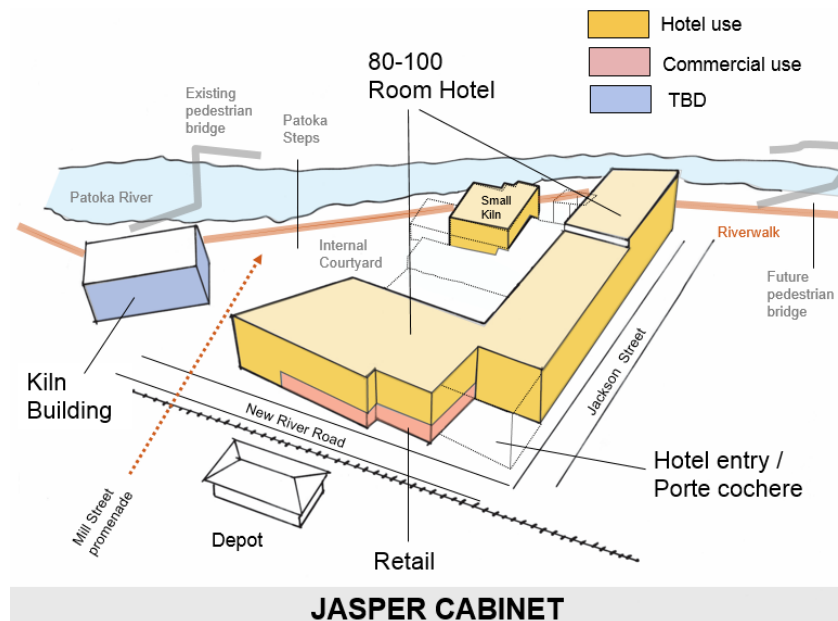 Hotel use
Commercial use
TBD
80-100
Room Hotel
Existing
pedestrian
bridge
Patoka
Steps
Patoka River
Small
Kiln
Internal
Courtyard
Riverwalk
Future
pedestrian
bridge
Kiln
Building
Jackson Street
New River Road
Hotel entry /
Porte cochere
Mill Street
promenade
Depot
Retail
JASPER CABINET